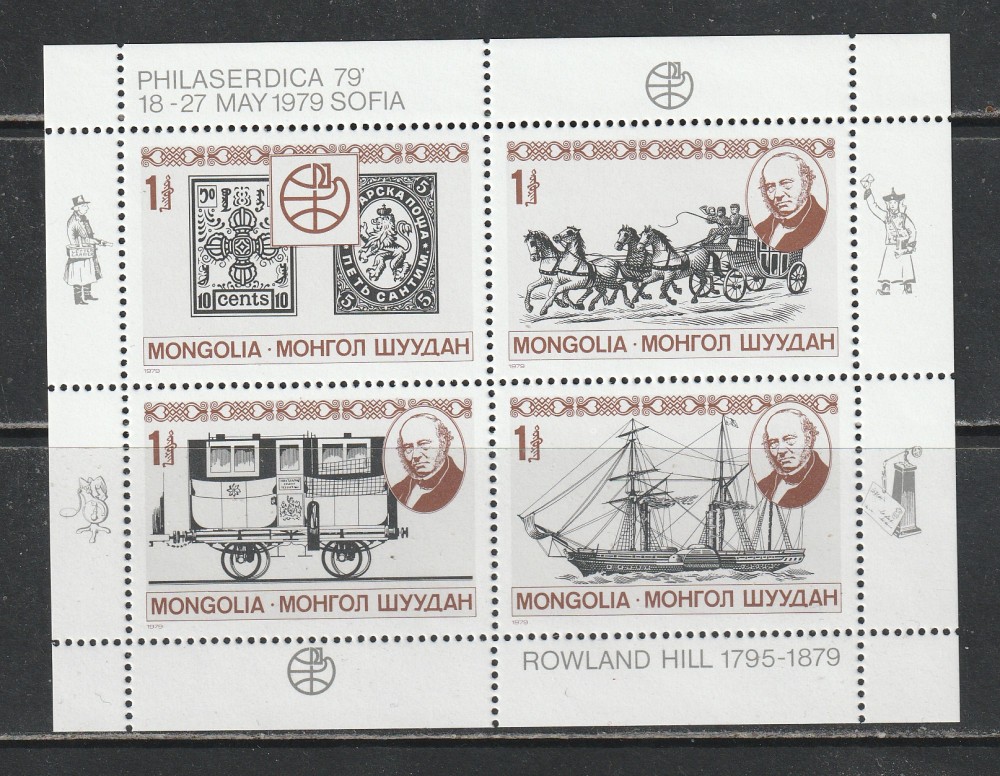 PHILASERDICA 79'
18-27 MAY 1979 SOFIA
1
10 cents 10
5
АРСКА ПОЩА
ПЕТЬ САНТИМ.
5 5
MONGOLIA · МОНГОЛ ШУУДАН
1979
1
MONGOLIA · МОНГОЛ ШУУДАН
1979
1
MONGOLIA · МОНГОЛ ШУУДАН
1979
1
MONGOLIA · МОНГОЛ ШУУДАН
1979
ROWLAND HILL 1795-1879